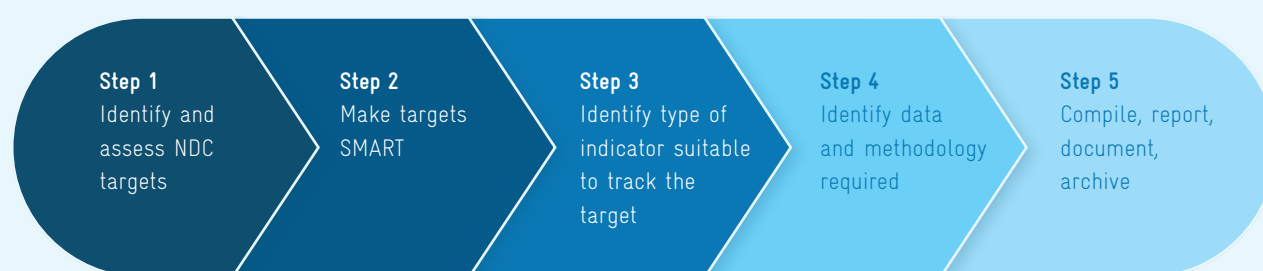 Step 1
Identify and
assess NDC
targets
Step 2
Make targets
SMART
Step 3
Identify type of
indicator suitable
to track the
target
Step 4
Identify data
and methodology
required
Step 5
Compile, report,
document,
archive